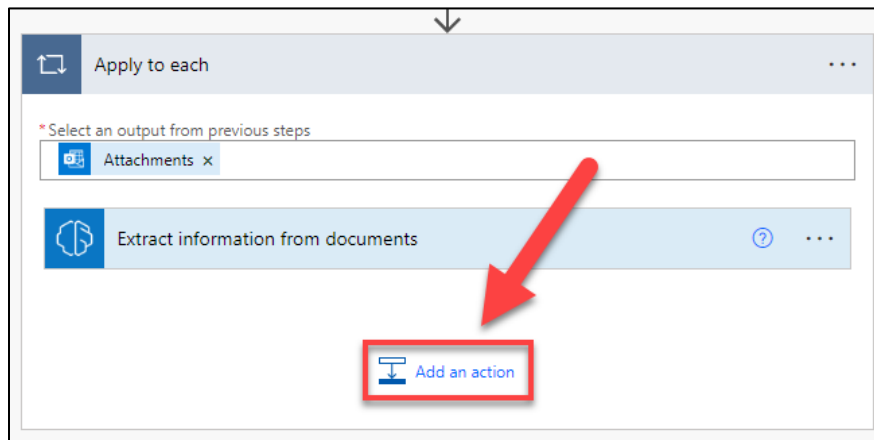 Apply to each
* Select an output from previous steps
Attachments ×
Extract information from documents
Add an action